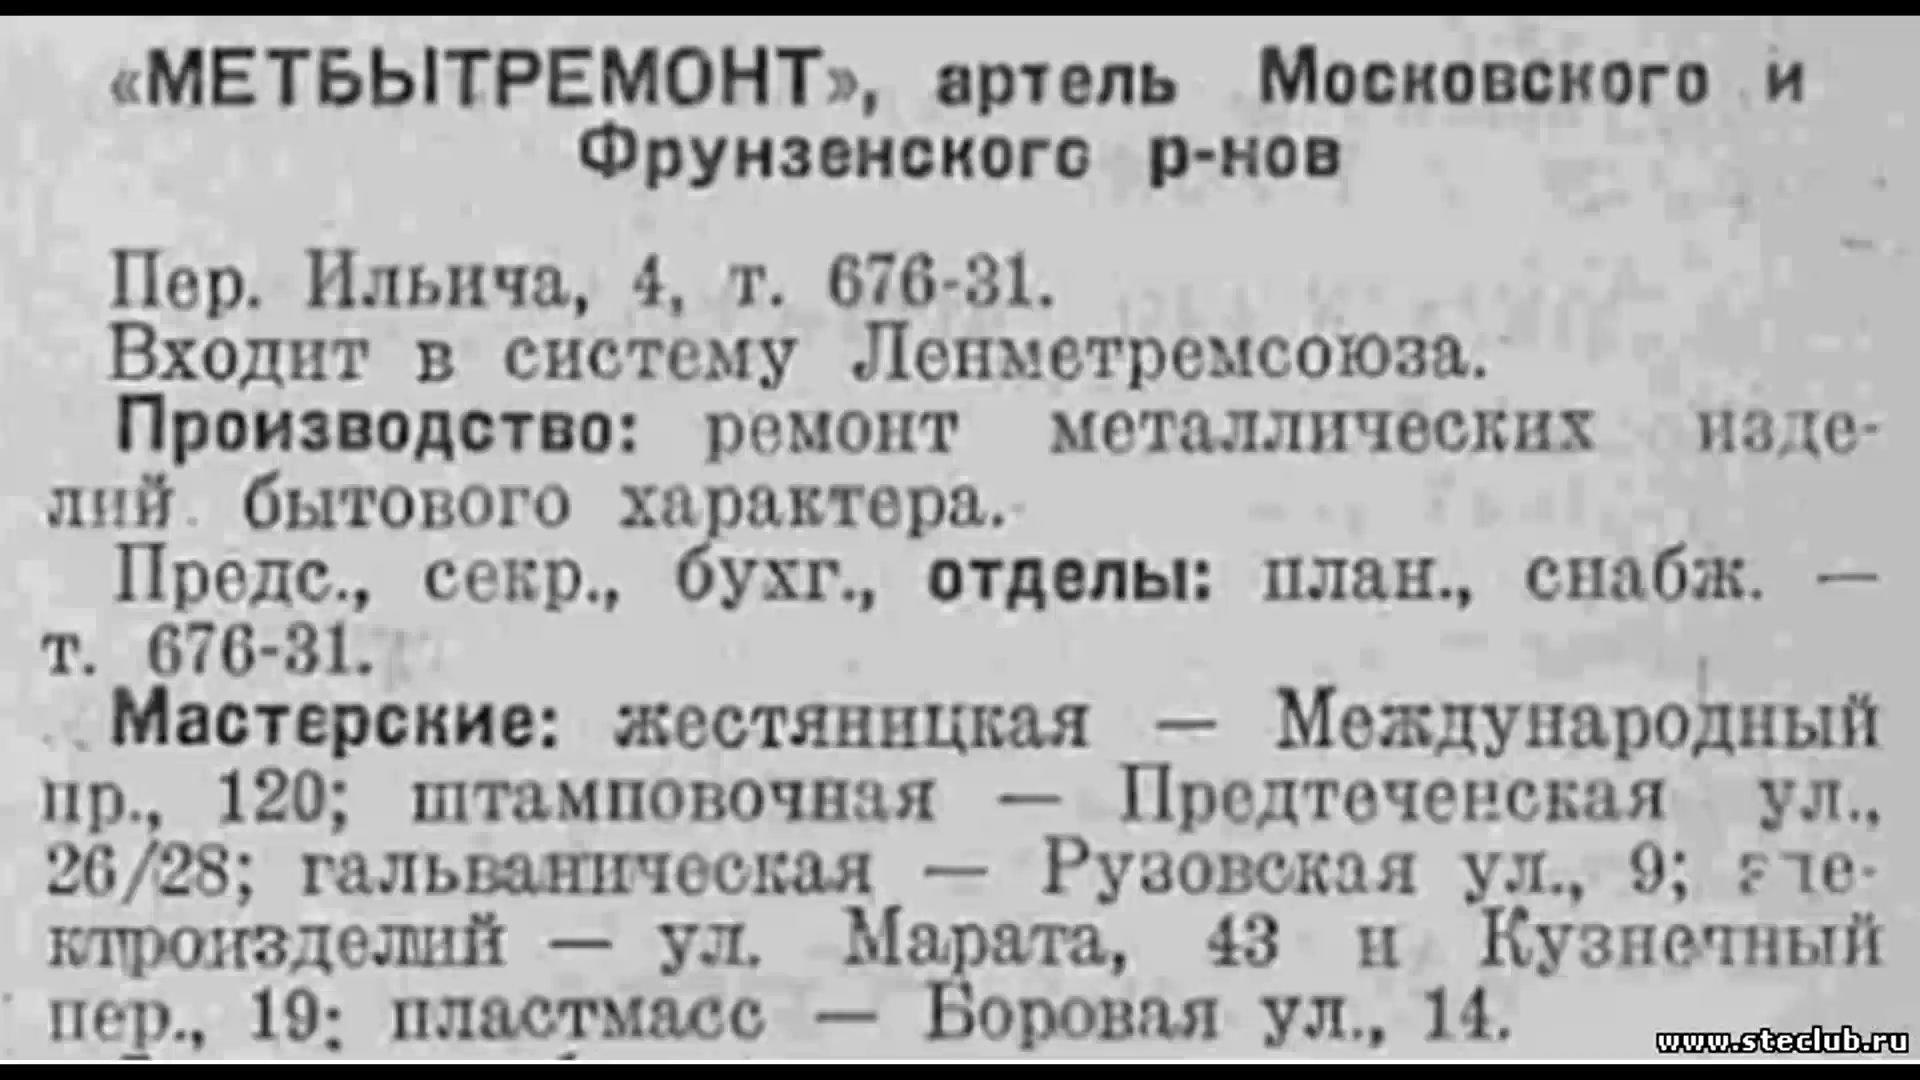 «МЕТБЫТРЕМОНТ», артель Московского и
Фрунзенского р-нов
Пер. Ильича, 4, т. 676-31.
Входит в систему Ленметремсоюза.
Производство: ремонт металлических изде-
лий бытового характера.
Предс., секр., бухг., отделы: план., снабж. —
т. 676-31.
Мастерские: жестяницкая — Международный
пр., 120; штамповочная — Предтеченская ул.,
26/28; гальваническая — Рузовская ул., 9; эле-
ктроизделий — ул. Марата, 43 и Кузнечный
пер., 19; пластмасс — Боровая ул., 14.
www.steclub.ru